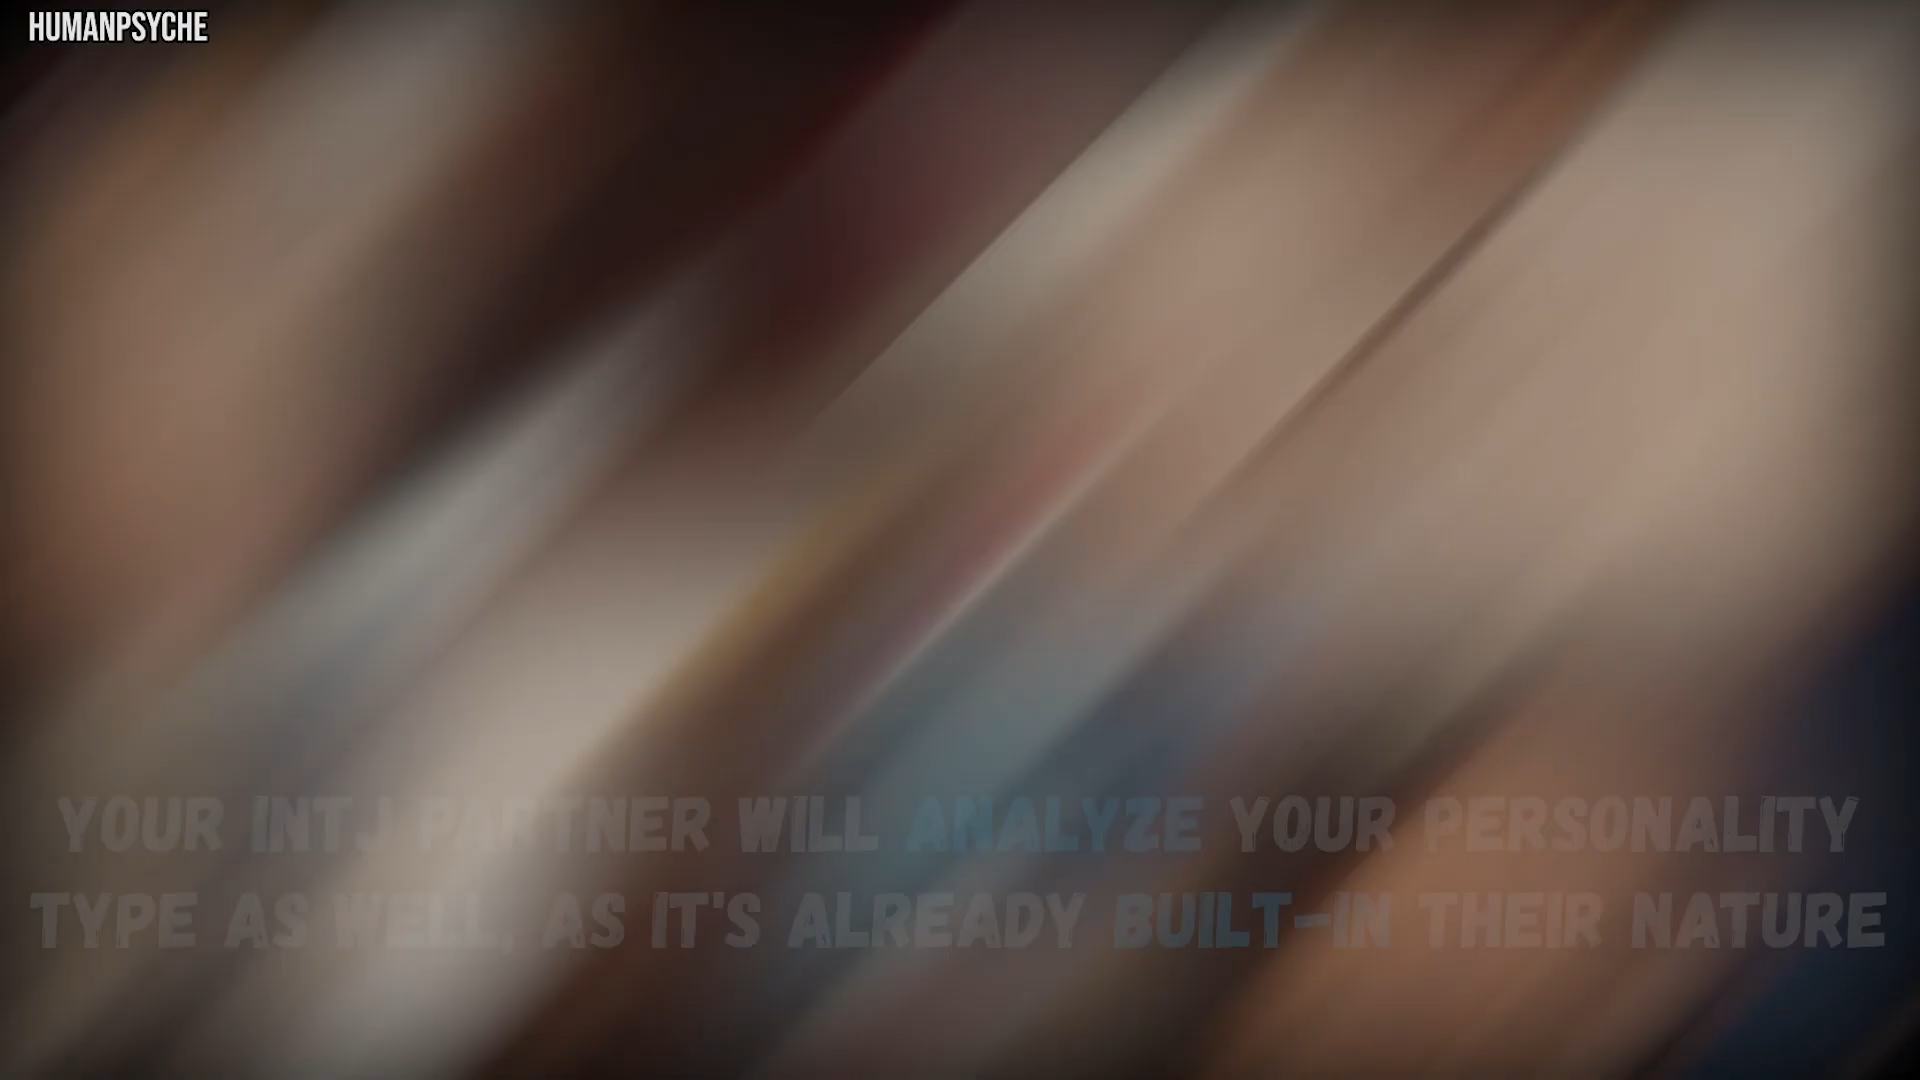 HUMANPSYCHE
YOUR INTJ PARTNER WILL ANALYZE YOUR PERSONALITY
TYPE AS WELL, AS IT'S ALREADY BUILT-IN THEIR NATURE